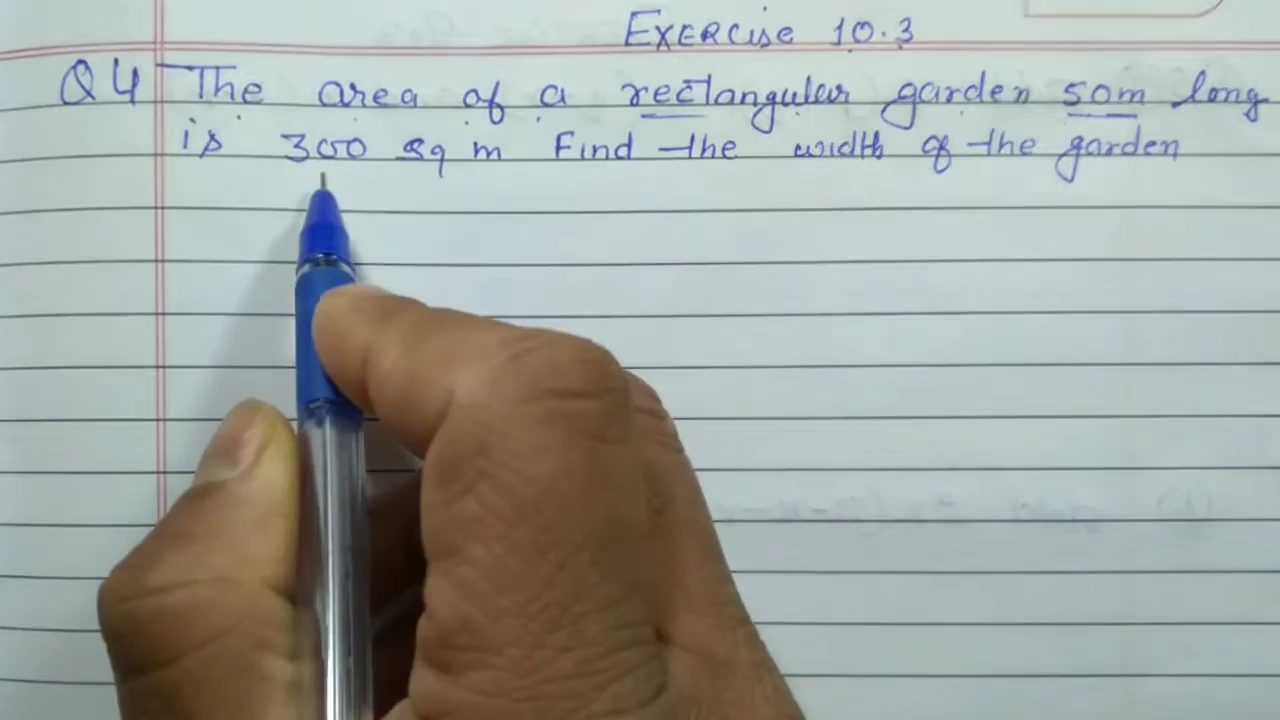 Exercise 10.3
Q4 The area of a rectangular garden 50m long
is 300 sq m Find the width of the garden